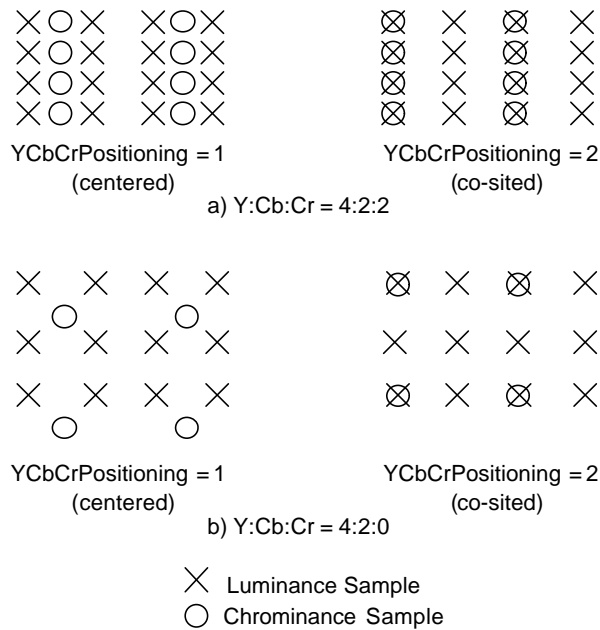 YCbCrPositioning = 1 YCbCrPositioning = 2
(centered) (co-sited)
a) Y:Cb:Cr = 4:2:2
YCbCrPositioning = 1 YCbCrPositioning = 2
(centered) (co-sited)
b) Y:Cb:Cr = 4:2:0
Luminance Sample
Chrominance Sample